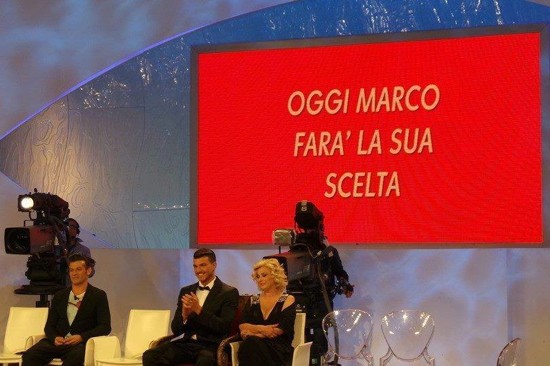 OGGI MARCO
FARA’ LA SUA
SCELTA